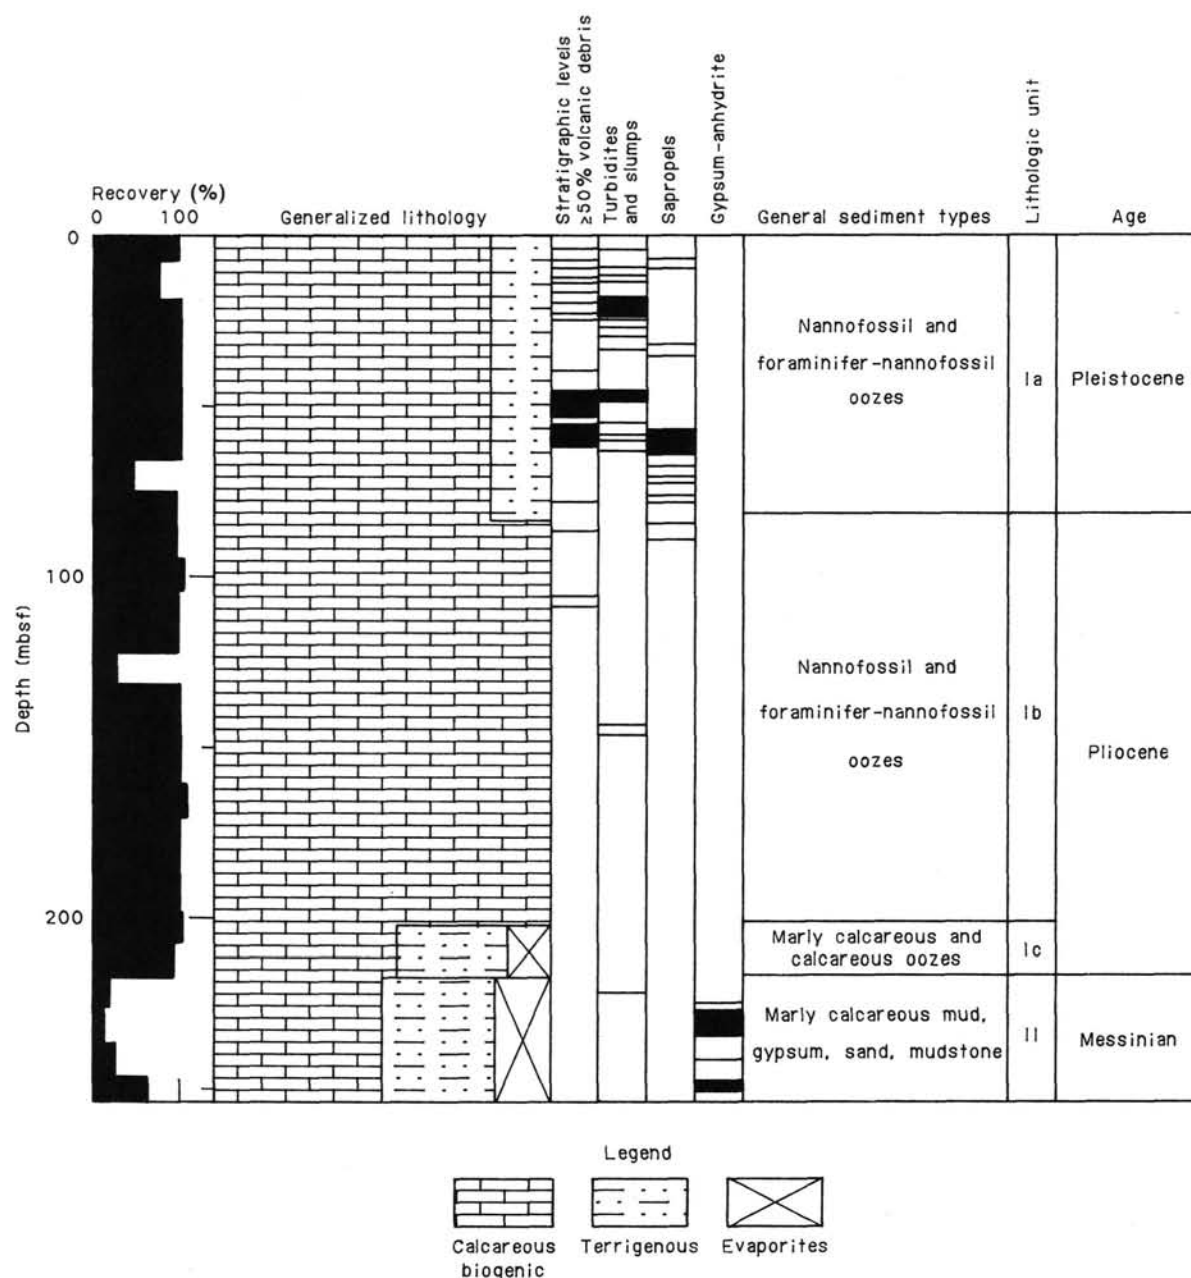 Stratigraphic levels
≥50% volcanic debris
Turbidites
and slumps
Sapropels
Gypsum-anhydrite
Lithologic unit
Recovery (%)
0 100
Generalized lithology
General sediment types
Age
0
100
200
Depth (mbsf)
Nannofossil and
foraminifer-nannofossil
oozes
Ia
Pleistocene
Nannofossil and
foraminifer-nannofossil
oozes
Ib
Pliocene
Marly calcareous and
calcareous oozes
Ic
Marly calcareous mud,
gypsum, sand, mudstone
II
Messinian
Legend
Calcareous
biogenic
Terrigenous
Evaporites